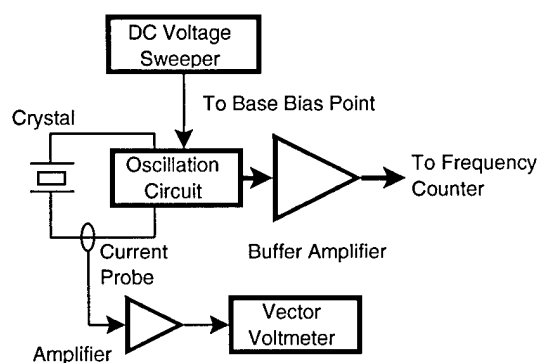 DC Voltage
Sweeper
To Base Bias Point
Crystal
Oscillation
Circuit
To Frequency
Counter
Current
Probe
Buffer Amplifier
Amplifier
Vector
Voltmeter